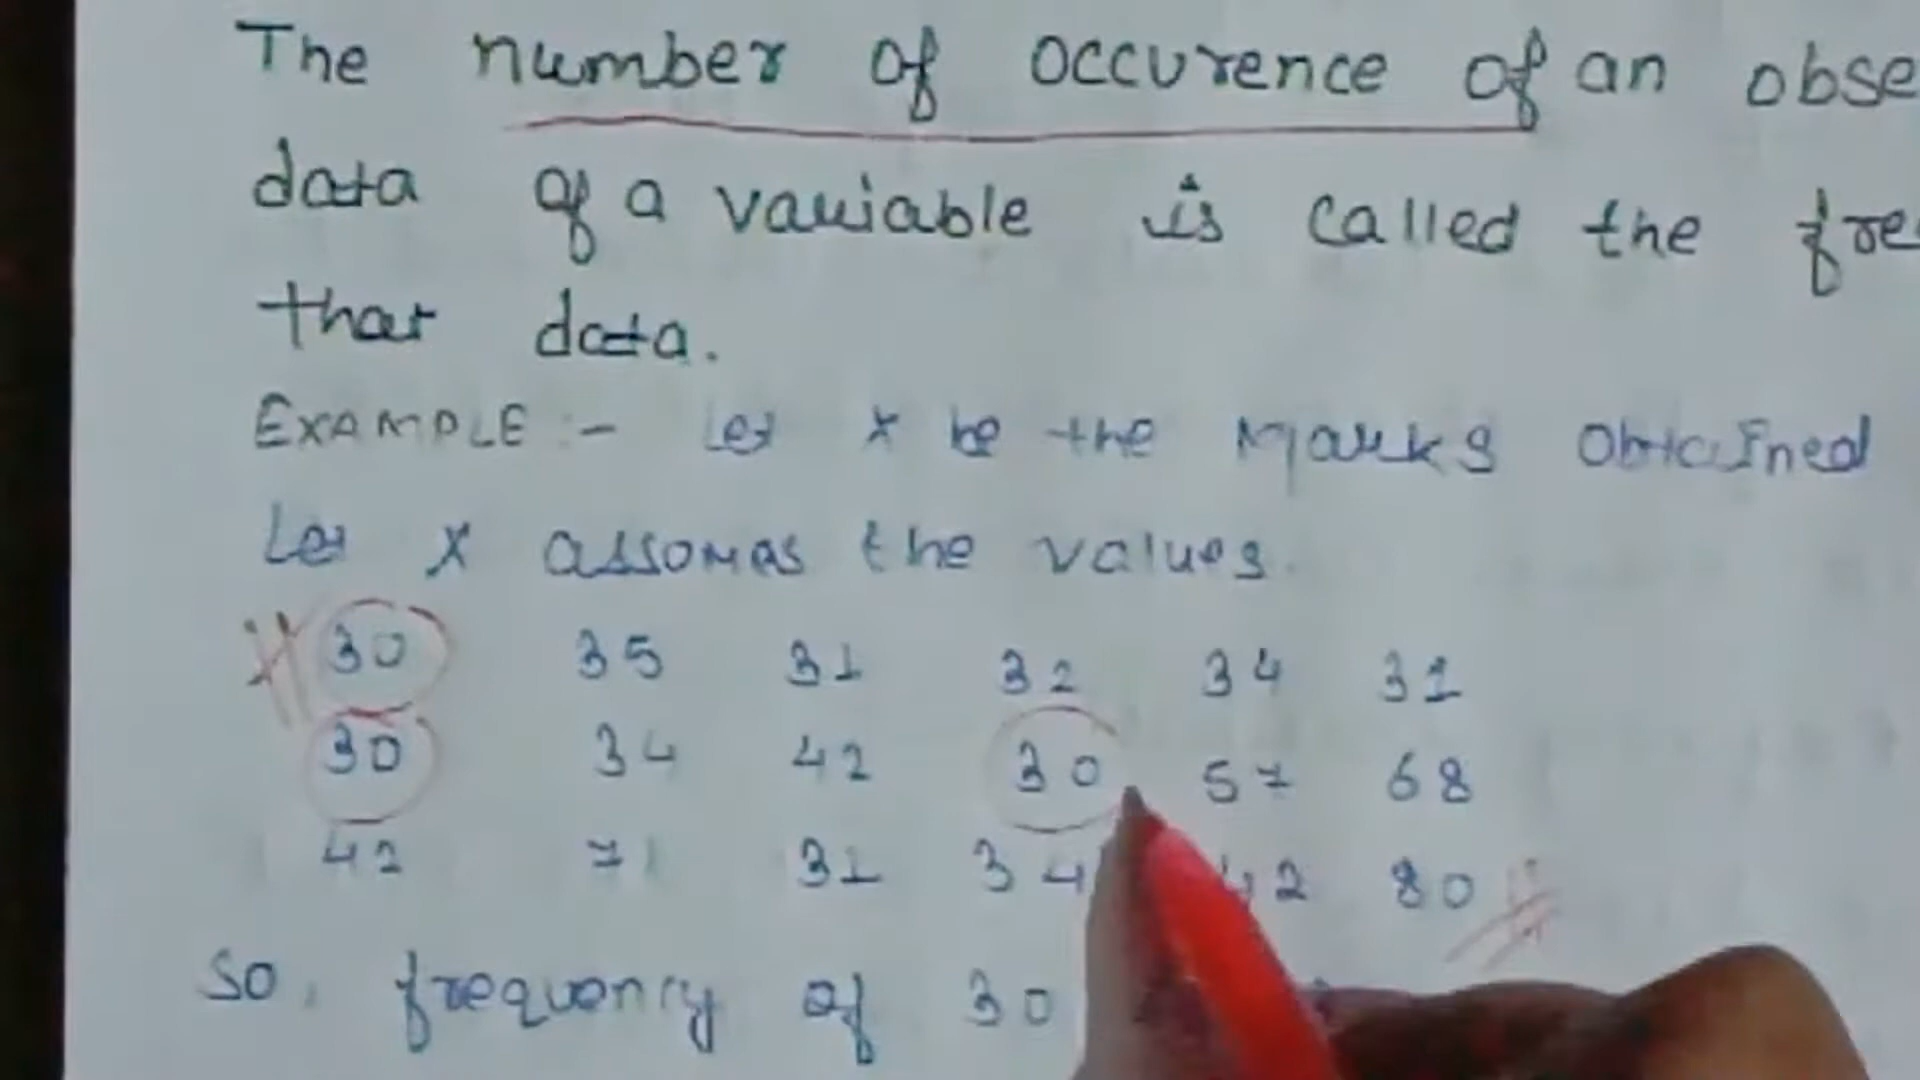 The number of occurence of an obse
data of a variable is called the fre
that data.
EXAMPLE :- Let x be the Marks obtained
Let x assomes the values.
30 35 31 32 34 31
30 34 42 30 57 68
42 71 31 34 42 80
So, frequency of 30